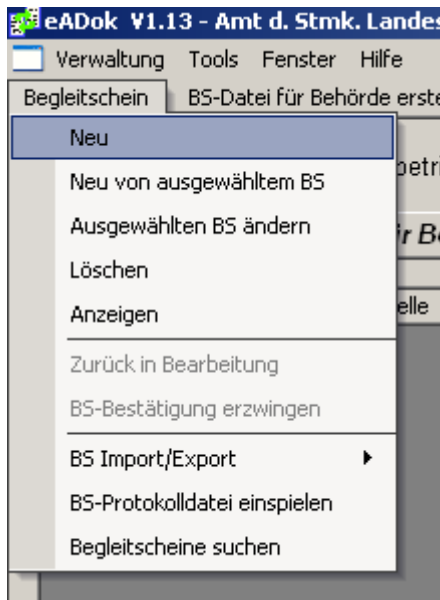 eADok V1.13 - Amt d. Stmk.
Verwaltung Tools Fenster Hilfe
Begleitschein BS-Datei für Behörde
Neu
Neu von ausgewähltem BS
Ausgewählten BS ändern
Löschen
Anzeigen
Zurück in Bearbeitung
BS-Bestätigung erzwingen
BS Import/Export
BS-Protokolldatei einspielen
Begleitscheine suchen